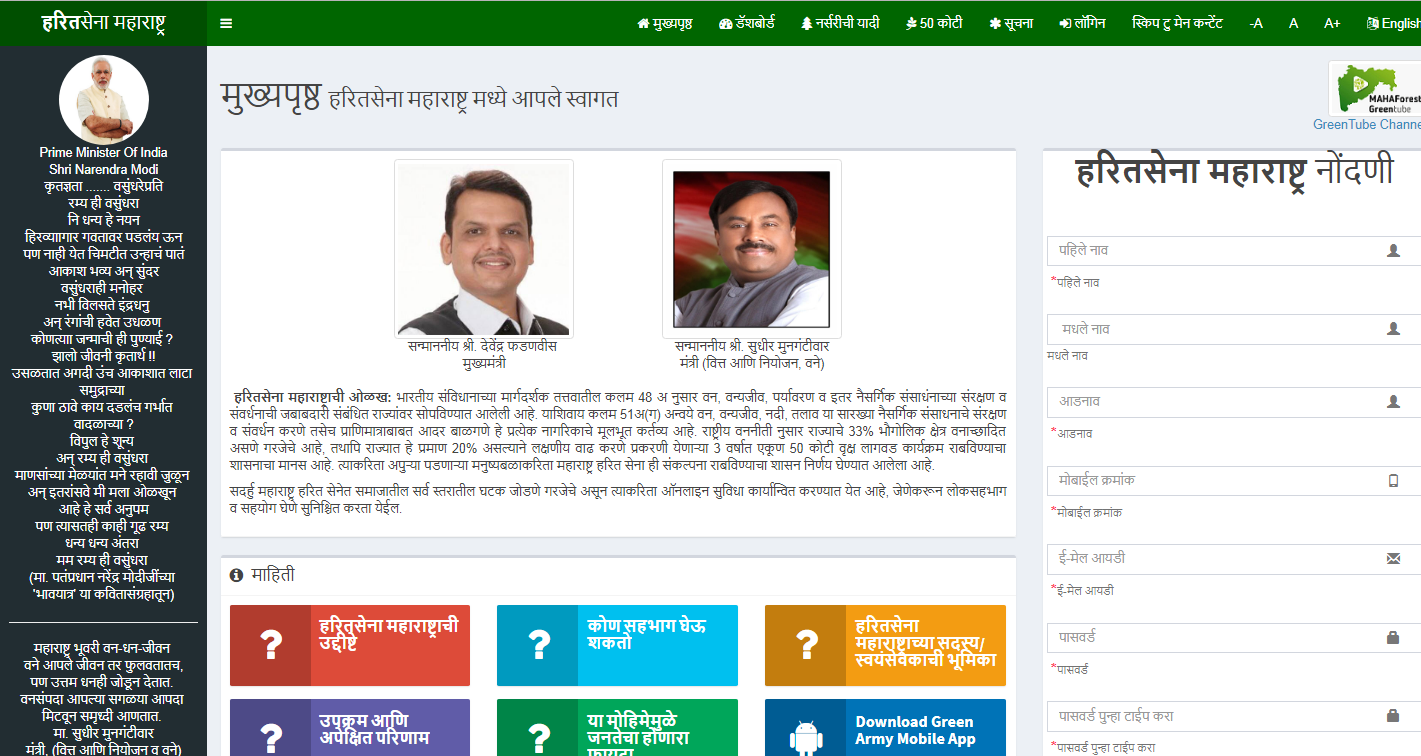 हरितसेना महाराष्ट्र
मुख्यपृष्ठ डॅशबोर्ड नर्सरीची यादी 50 कोटी सूचना लॉगिन स्किप टु मेन कन्टेंट -A A A+ English
Prime Minister Of India
Shri Narendra Modi
कृतज्ञता ....... वसुंधरेप्रति
रम्य ही वसुंधरा
नि धन्य हे नयन
हिरव्यागार गवतावर पडलंय ऊन
पण नाही येत चिमटीत उन्हाचं पातं
आकाश भव्य अन् सुंदर
वसुंधराही मनोहर
नभी विलसते इंद्रधनु
अन् रंगांची हवेत उधळण
कोणत्याा जन्माची ही पुण्याई ?
झालो जीवनी कृतार्थ !!
उसळतात अगदी उंच आकाशात लाटा
समुद्राच्या
कुणा ठावे काय दडलंच गर्भात
वादळाच्या ?
विपुल हे शून्य
अन् रम्य ही वसुंधरा
माणसांच्या मेळ्यांत मने रहावी जुळून
अन् इतरांसवे मी मला ओळखून
आहे हे सर्व अनुपम
पण त्यासतही काही गूढ रम्य
धन्य धन्य अंतरा
मम रम्य ही वसुंधरा
(मा. पतंप्रधान नरेंद्र मोदीजींच्या
'भावयात्र' या कवितासंग्रहातून)
महाराष्ट्र भूवरी वन-धन-जीवन
वने आपले जीवन तर फुलवतातच,
पण उत्तम धनही जोडून देतात.
वनसंपदा आपल्या सगळया आपदा
मिटवून समृध्दी आणतात.
मा. सुधीर मुनगंटीवार
मंत्री, (वित्त आणि नियोजन व वने)
मुख्यपृष्ठ हरितसेना महाराष्ट्र मध्ये आपले स्वागत
MAHAForest
Greentube
GreenTube Channe
सन्माननीय श्री. देवेंद्र फडणवीस
मुख्यमंत्री
सन्माननीय श्री. सुधीर मुनगंटीवार
मंत्री (वित्त आणि नियोजन, वने)
हरितसेना महाराष्ट्राची ओळख: भारतीय संविधानाच्या मार्गदर्शक तत्तवातील कलम 48 अ नुसार वन, वन्यजीव, पर्यावरण व इतर नैसर्गिक संसाधंनाच्या संरक्षण व
संवर्धनाची जबाबदारी संबंधित राज्यांवर सोपविण्यात आलेली आहे. याशिवाय कलम 51अ(ग) अन्वये वन, वन्यजीव, नदी, तलाव या सारख्या नैसर्गिक संसाधनाचे संरक्षण
व संवर्धन करणे तसेच प्राणिमात्राबाबत आदर बाळगणे हे प्रत्येक नागरिकाचे मूलभूत कर्तव्य आहे. राष्ट्रीय वननीती नुसार राज्याचे 33% भौगोलिक क्षेत्र वनाच्छादित
असणे गरजेचे आहे, तथापि राज्यात हे प्रमाण 20% असल्याने लक्षणीय वाढ करणे प्रकरणी येणाऱ्या 3 वर्षात एकूण 50 कोटी वृक्ष लागवड कार्यक्रम राबविण्याचा
शासनाचा मानस आहे. त्याकरिता अपुऱ्या पडणाऱ्या मनुष्यबळाकरिता महाराष्ट्र हरित सेना ही संकल्पना राबविण्याचा शासन निर्णय घेण्यात आलेला आहे.
सदर्हु महाराष्ट्र हरित सेनेत समाजातील सर्व स्तरातील घटक जोडणे गरजेचे असून त्याकरिता ऑनलाइन सुविधा कार्यान्वित करण्यात येत आहे, जेणेकरून लोकसहभाग
व सहयोग घेणे सुनिश्चित करता येईल.
माहिती
हरितसेना महाराष्ट्राची
उद्दीष्टे
कोण सहभाग घेऊ
शकतो
हरितसेना
महाराष्ट्राच्या सदस्य/
स्वयंसेवकाची भूमिका
उपक्रम आणि
अपेक्षित परिणाम
या मोहिमेमुळे
जनतेचा होणारा
फायदा
Download Green
Army Mobile App
हरितसेना महाराष्ट्र नोंदणी
पहिले नाव
*पहिले नाव
मधले नाव
मधले नाव
आडनाव
*आडनाव
मोबाईल क्रमांक
*मोबाईल क्रमांक
ई-मेल आयडी
*ई-मेल आयडी
पासवर्ड
*पासवर्ड
पासवर्ड पुन्हा टाईप करा
*पासवर्ड पुन्हा टाईप करा